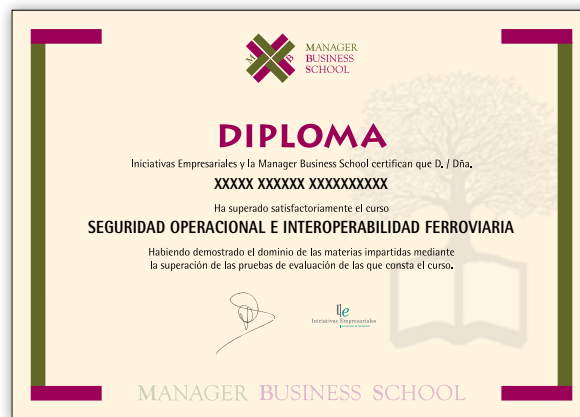 M B
MANAGER
BUSINESS
SCHOOL
DIPLOMA
Iniciativas Empresariales y la Manager Business School certifican que D. / Dña.
XXXXX XXXXXX XXXXXXXXXX
Ha superado satisfactoriamente el curso
SEGURIDAD OPERACIONAL E INTEROPERABILIDAD FERROVIARIA
Habiendo demostrado el dominio de las materias impartidas mediante
la superación de las pruebas de evaluación de las que consta el curso.
Iniciativas Empresariales
MANAGER BUSINESS SCHOOL